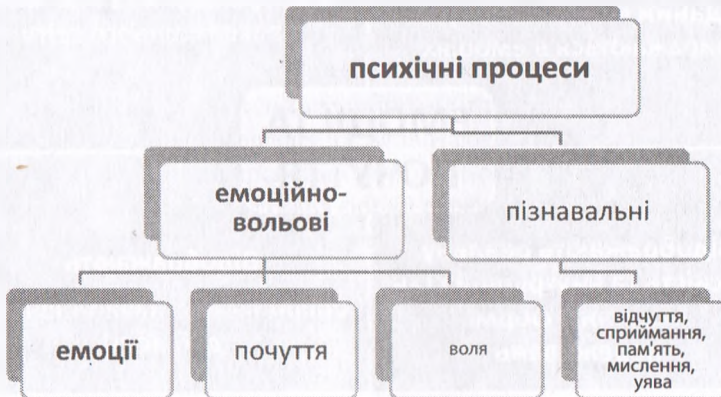 психічні процеси
емоційно-
вольові
пізнавальні
емоції
почуття
воля
відчуття,
сприймання,
пам'ять,
мислення,
уява